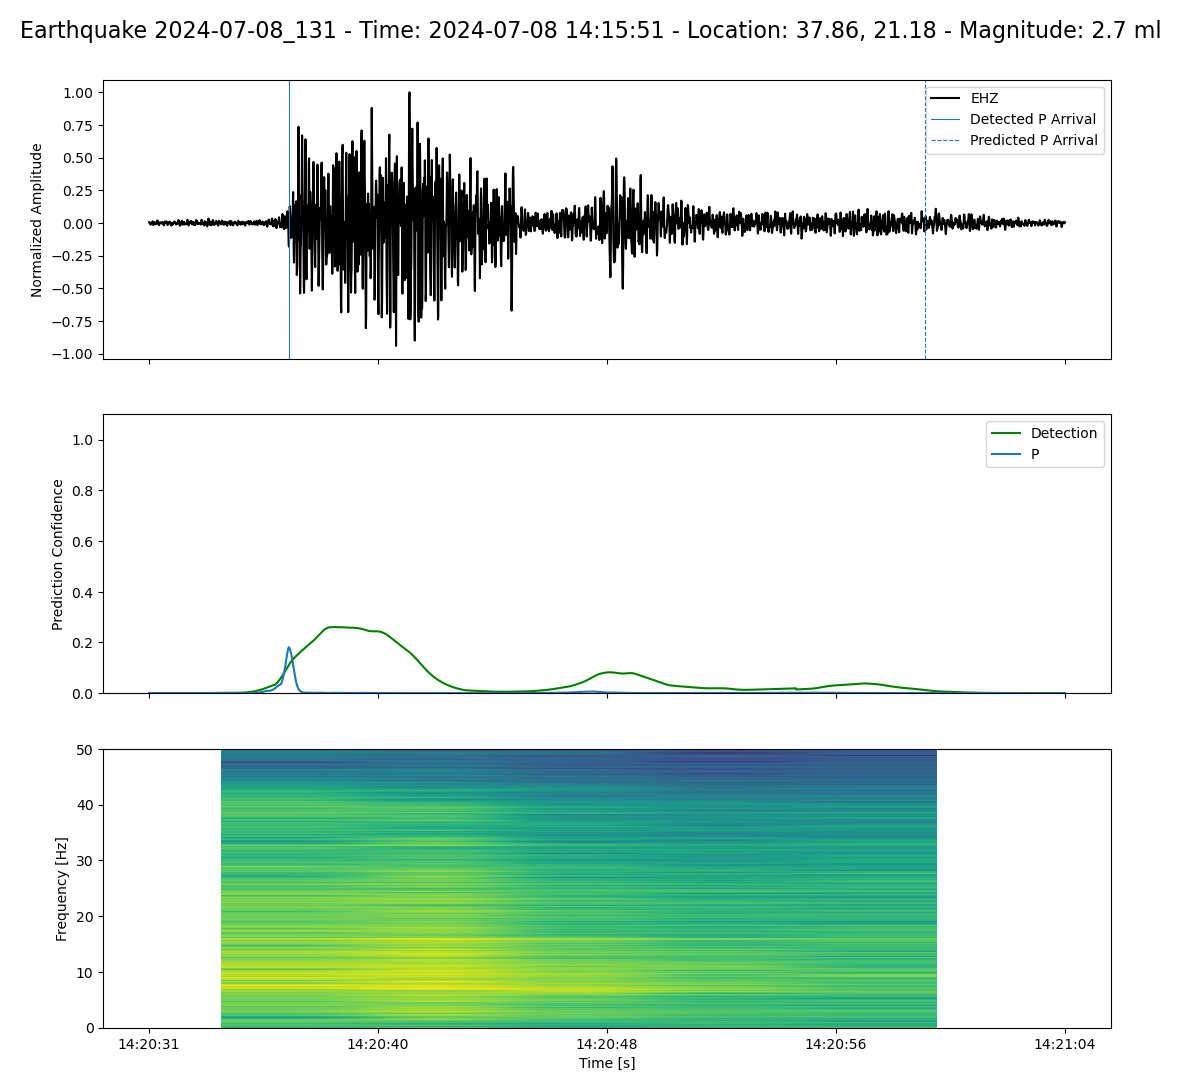 Earthquake 2024-07-08_131 - Time: 2024-07-08 14:15:51 - Location: 37.86, 21.18 - Magnitude: 2.7 ml
Normalized Amplitude
1.00
0.75
0.50
0.25
0.00
−0.25
−0.50
−0.75
−1.00
EHZ
Detected P Arrival
Predicted P Arrival
Prediction Confidence
1.0
0.8
0.6
0.4
0.2
0.0
Detection
P
Frequency [Hz]
50
40
30
20
10
0
14:20:31 14:20:40 14:20:48 14:20:56 14:21:04
Time [s]